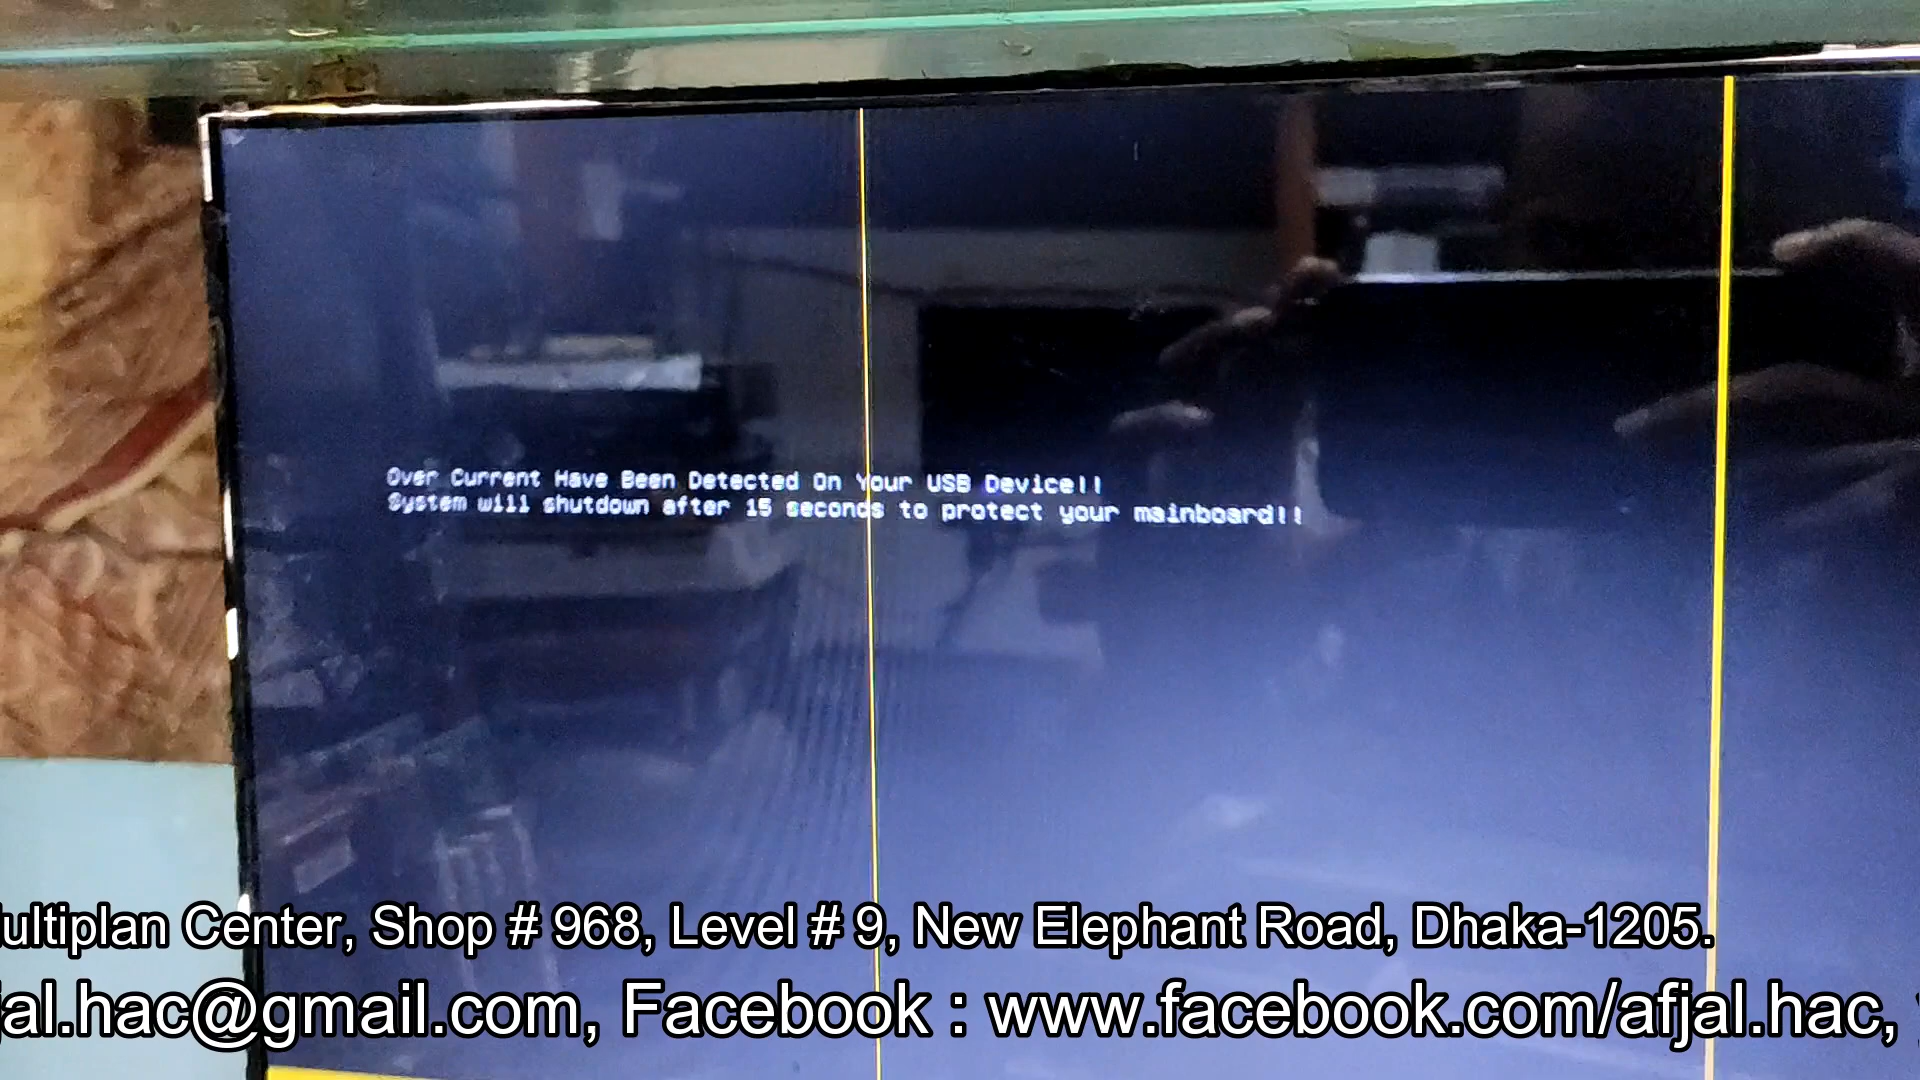 Over Current Have Been Detected On Your USB Device!!
System will shutdown after 15 seconds to protect your mainboard!!
ultiplan Center, Shop # 968, Level # 9, New Elephant Road, Dhaka-1205.
jal.hac@gmail.com, Facebook : www.facebook.com/afjal.hac,